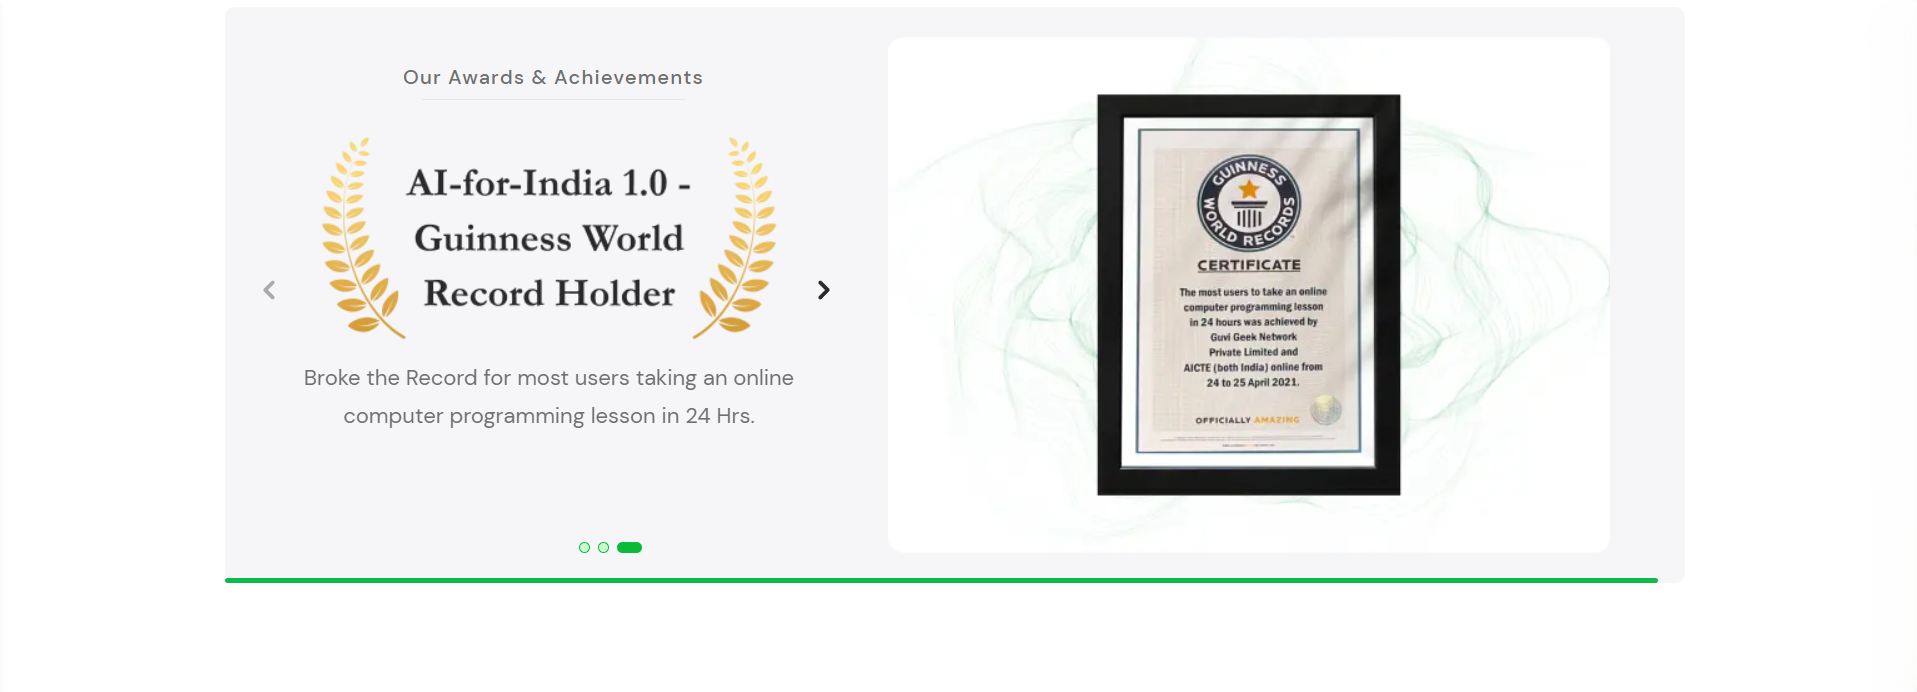 Our Awards & Achievements
AI-for-India 1.0 -
Guinness World
Record Holder
Broke the Record for most users taking an online
computer programming lesson in 24 Hrs.
GUINNESS
WORLD RECORDS
CERTIFICATE
The most users to take an online
computer programming lesson
in 24 hours was achieved by
Guvi Geek Network
Private Limited and
AICTE (both India) online from
24 to 25 April 2021.
OFFICIALLY AMAZING